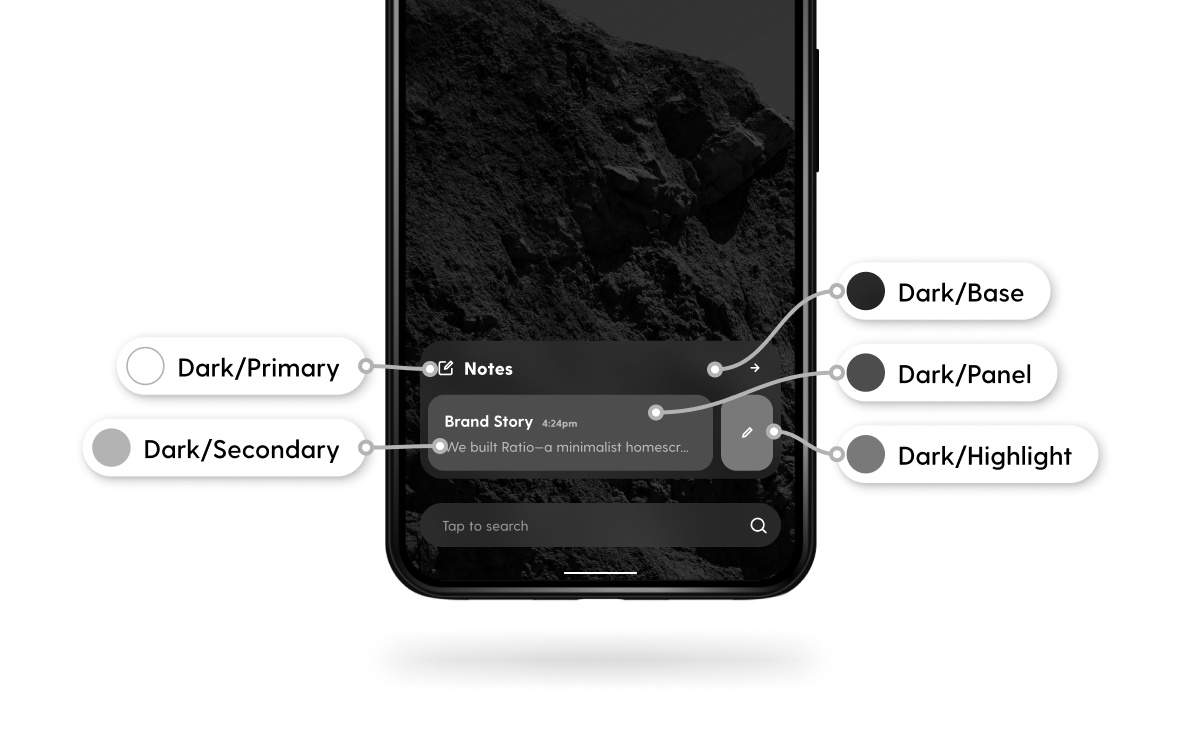 Dark/Base
Dark/Primary
Notes
Dark/Panel
Brand Story 4:24pm
Dark/Secondary
We built Ratio—a minimalist homescr...
Dark/Highlight
Tap to search